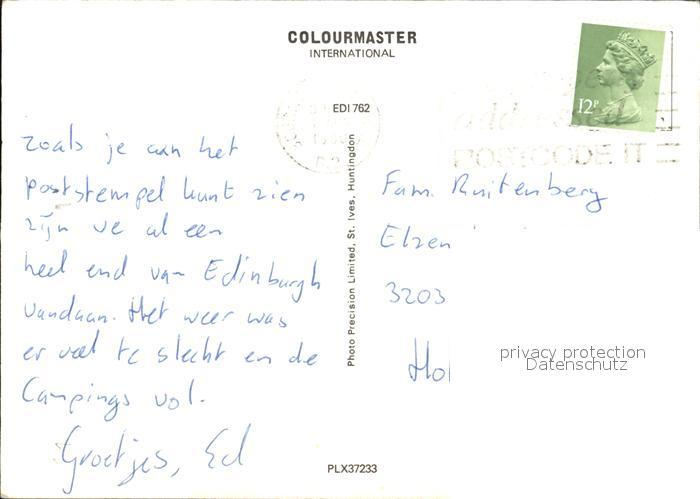 COLOURMASTER
INTERNATIONAL
EDI 762
12P
POSTCODE IT
zoals je aan het
poststempel kunt zien
zijn we al een
heel end van Edinburgh
vandaan. Het weer was
er veel te slecht en de
Campings vol.
Groetjes, Ed
Photo Precision Limited, St. Ives, Huntingdon
Fam. Ruitenberg
Elzen
3203
Hol
privacy protection
Datenschutz
PLX37233